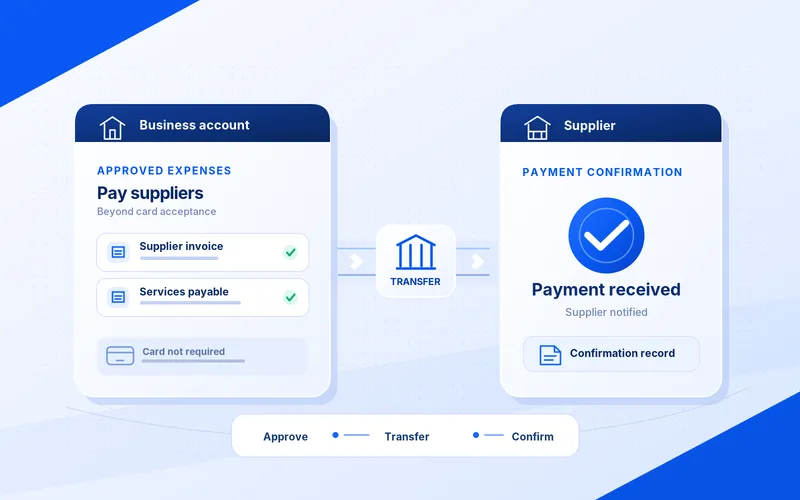 Business account
APPROVED EXPENSES
Pay suppliers
Beyond card acceptance
Supplier invoice
Services payable
Card not required
TRANSFER
Supplier
PAYMENT CONFIRMATION
Payment received
Supplier notified
Confirmation record
Approve
Transfer
Confirm